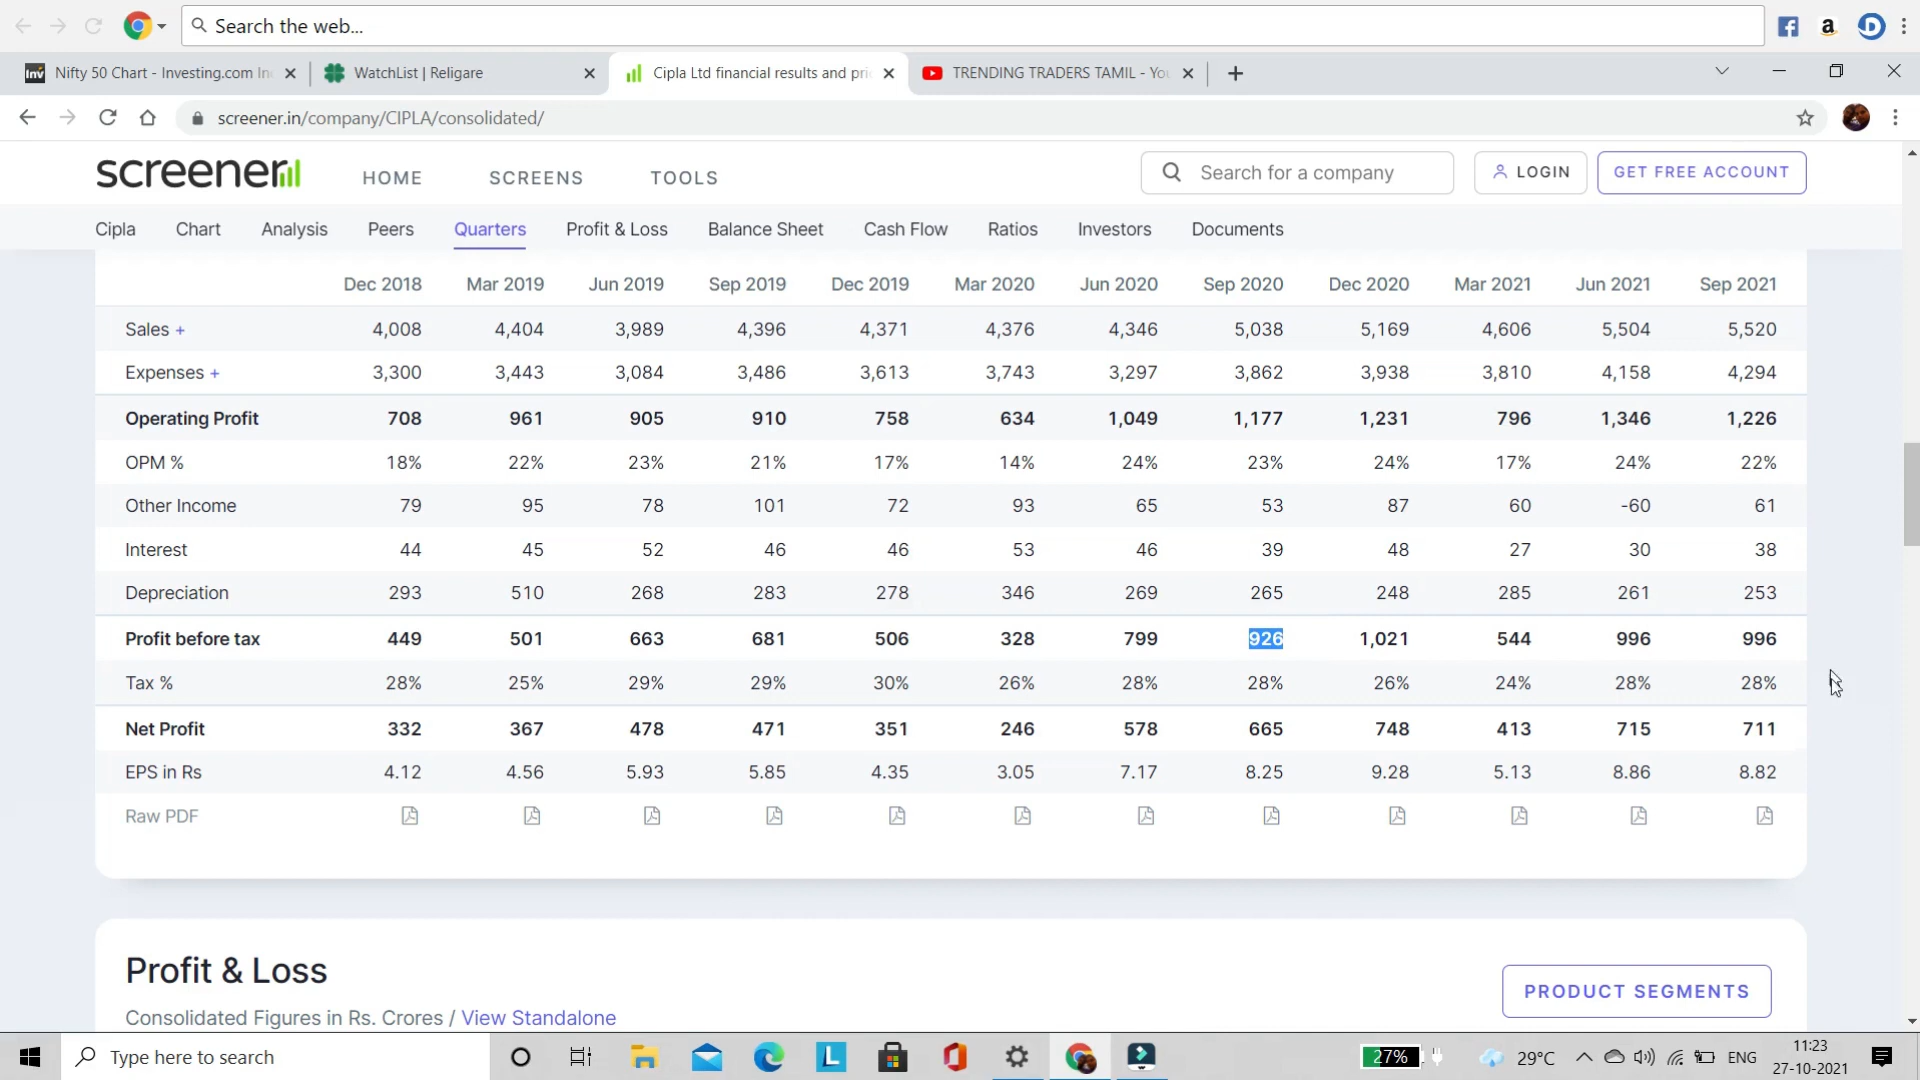 Search the web...
Nifty 50 Chart - Investing.com In
WatchList | Religare
Cipla Ltd financial results and pric
TRENDING TRADERS TAMIL - You
screener.in/company/CIPLA/consolidated/
screener
HOME SCREENS TOOLS
Search for a company
LOGIN
GET FREE ACCOUNT
Cipla Chart Analysis Peers Quarters Profit & Loss Balance Sheet Cash Flow Ratios Investors Documents
Dec 2018 Mar 2019 Jun 2019 Sep 2019 Dec 2019 Mar 2020 Jun 2020 Sep 2020 Dec 2020 Mar 2021 Jun 2021 Sep 2021
Sales + 4,008 4,404 3,989 4,396 4,371 4,376 4,346 5,038 5,169 4,606 5,504 5,520
Expenses + 3,300 3,443 3,084 3,486 3,613 3,743 3,297 3,862 3,938 3,810 4,158 4,294
Operating Profit 708 961 905 910 758 634 1,049 1,177 1,231 796 1,346 1,226
OPM % 18% 22% 23% 21% 17% 14% 24% 23% 24% 17% 24% 22%
Other Income 79 95 78 101 72 93 65 53 87 60 -60 61
Interest 44 45 52 46 46 53 46 39 48 27 30 38
Depreciation 293 510 268 283 278 346 269 265 248 285 261 253
Profit before tax 449 501 663 681 506 328 799 926 1,021 544 996 996
Tax % 28% 25% 29% 29% 30% 26% 28% 28% 26% 24% 28% 28%
Net Profit 332 367 478 471 351 246 578 665 748 413 715 711
EPS in Rs 4.12 4.56 5.93 5.85 4.35 3.05 7.17 8.25 9.28 5.13 8.86 8.82
Raw PDF
Profit & Loss
PRODUCT SEGMENTS
Consolidated Figures in Rs. Crores / View Standalone
Type here to search
27%
29°C
ENG
11:23
27-10-2021